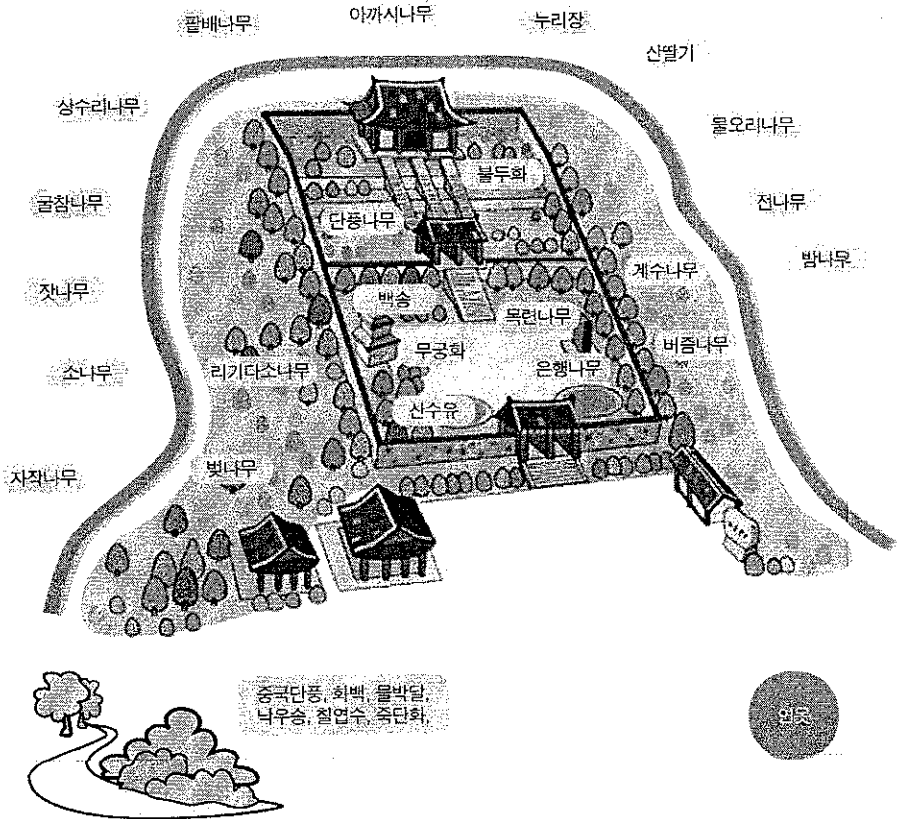 팥배나무
아까시나무
누리장
산딸기
상수리나무
물오리나무
불두화
굴참나무
단풍나무
전나무
계수나무
밤나무
잣나무
백송
목련나무
무궁화
버즘나무
소나무
리기다소나무
은행나무
산수유
자작나무
벚나무
중국단풍, 화백, 물박달,
낙우송, 칠엽수, 죽단화,
연못